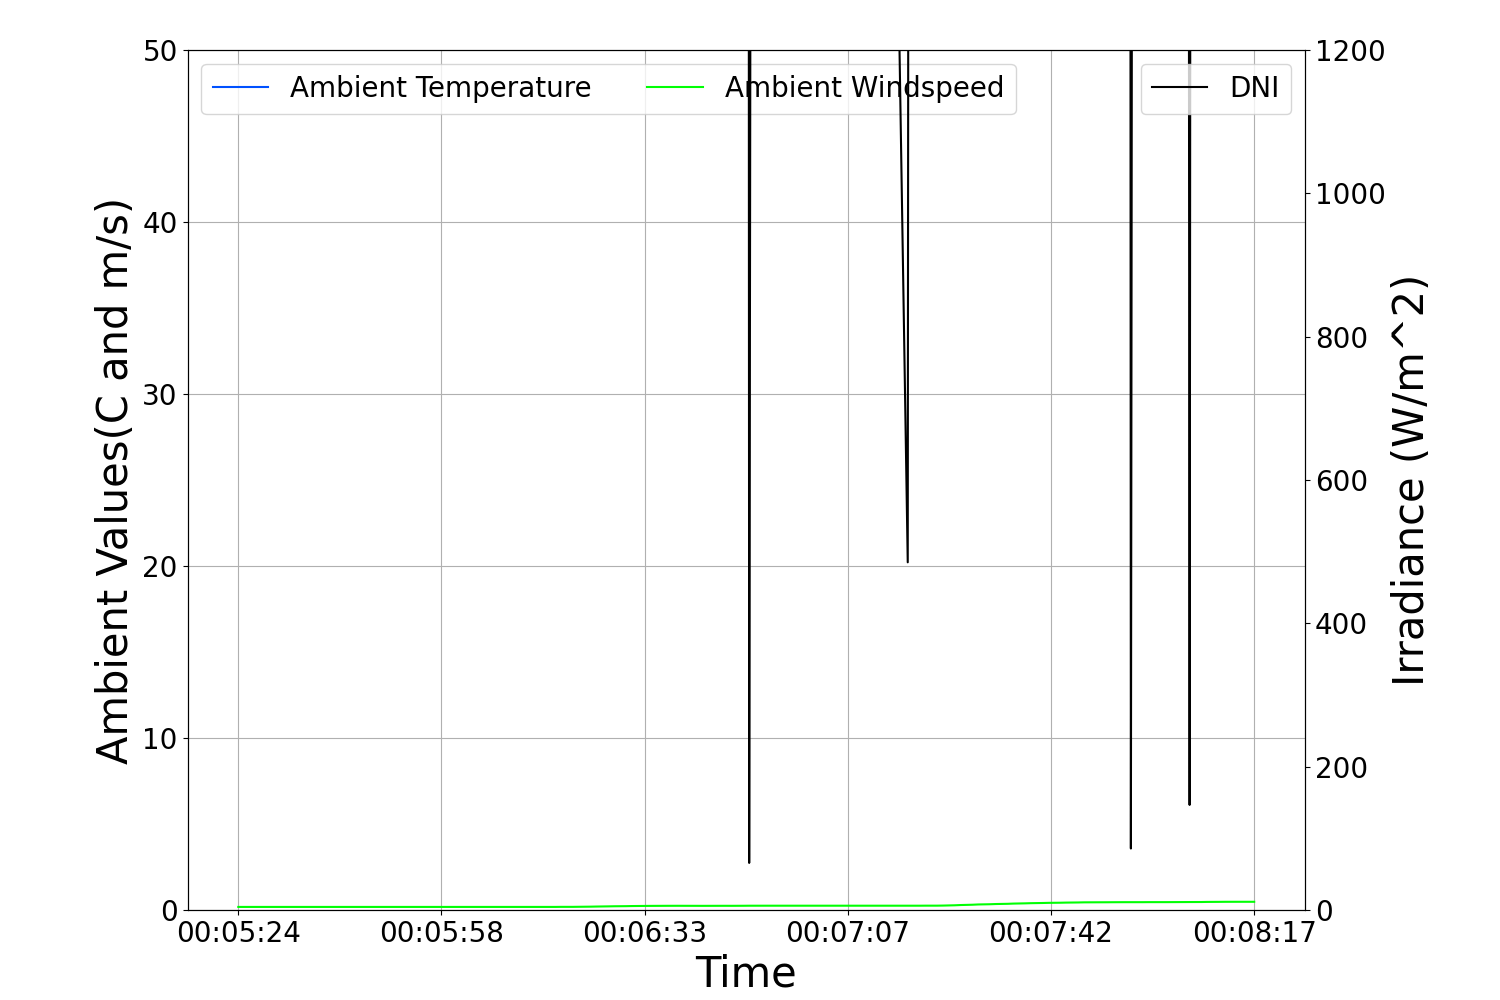 Ambient Temperature
Ambient Windspeed
DNI
Ambient Values(C and m/s)
50
40
30
20
10
0
1200
1000
800
600
400
200
0
Irradiance (W/m^2)
00:05:24 00:05:58 00:06:33 00:07:07 00:07:42 00:08:17
Time